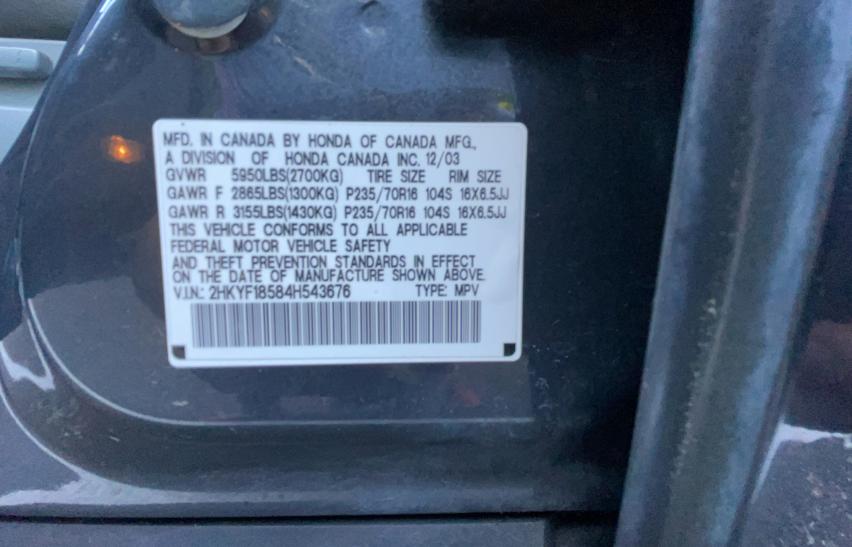 MFD. IN CANADA BY HONDA OF CANADA MFG.,
A DIVISION OF HONDA CANADA INC. 12/03
GVWR 5950LBS(2700KG) TIRE SIZE RIM SIZE
GAWR F 2865LBS(1300KG) P235/70R16 104S 16X6.5JJ
GAWR R 3155LBS(1430KG) P235/70R16 104S 16X6.5JJ
THIS VEHICLE CONFORMS TO ALL APPLICABLE
FEDERAL MOTOR VEHICLE SAFETY
AND THEFT PREVENTION STANDARDS IN EFFECT
ON THE DATE OF MANUFACTURE SHOWN ABOVE.
V.I.N.: 2HKYF18584H543676 TYPE: MPV